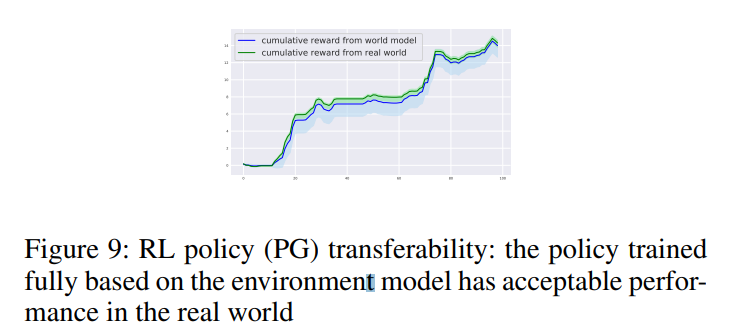 cumulative reward from world model
cumulative reward from real world
14
12
10
8
6
4
2
0
0 20 40 60 80 100
Figure 9: RL policy (PG) transferability: the policy trained
fully based on the environment model has acceptable perfor-
mance in the real world